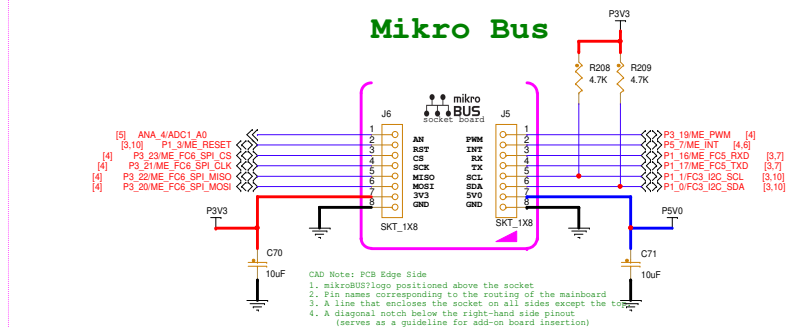 Mikro Bus
P3V3
R208
4.7K
R209
4.7K
mikro
BUS
socket board
J6
J5
1
2
3
4
5
6
7
8
AN
RST
CS
SCK
MISO
MOSI
3V3
GND
PWM
INT
RX
TX
SCL
SDA
5V0
GND
1
2
3
4
5
6
7
8
[5] ANA_4/ADC1_A0
[3,10] P1_3/ME_RESET
[4] P3_23/ME_FC6_SPI_CS
[4] P3_21/ME_FC6_SPI_CLK
[4] P3_22/ME_FC6_SPI_MISO
[4] P3_20/ME_FC6_SPI_MOSI
P3_19/ME_PWM [4]
P5_7/ME_INT [4,6]
P1_16/ME_FC5_RXD [3,7]
P1_17/ME_FC5_TXD [3,7]
P1_1/FC3_I2C_SCL [3,10]
P1_0/FC3_I2C_SDA [3,10]
P3V3
SKT_1X8
SKT_1X8
P5V0
C70
10uF
C71
10uF
CAD Note: PCB Edge Side
1. mikroBUS?logo positioned above the socket
2. Pin names corresponding to the routing of the mainboard
3. A line that encloses the socket on all sides except the top
4. A diagonal notch below the right-hand side pinout
(serves as a guideline for add-on board insertion)